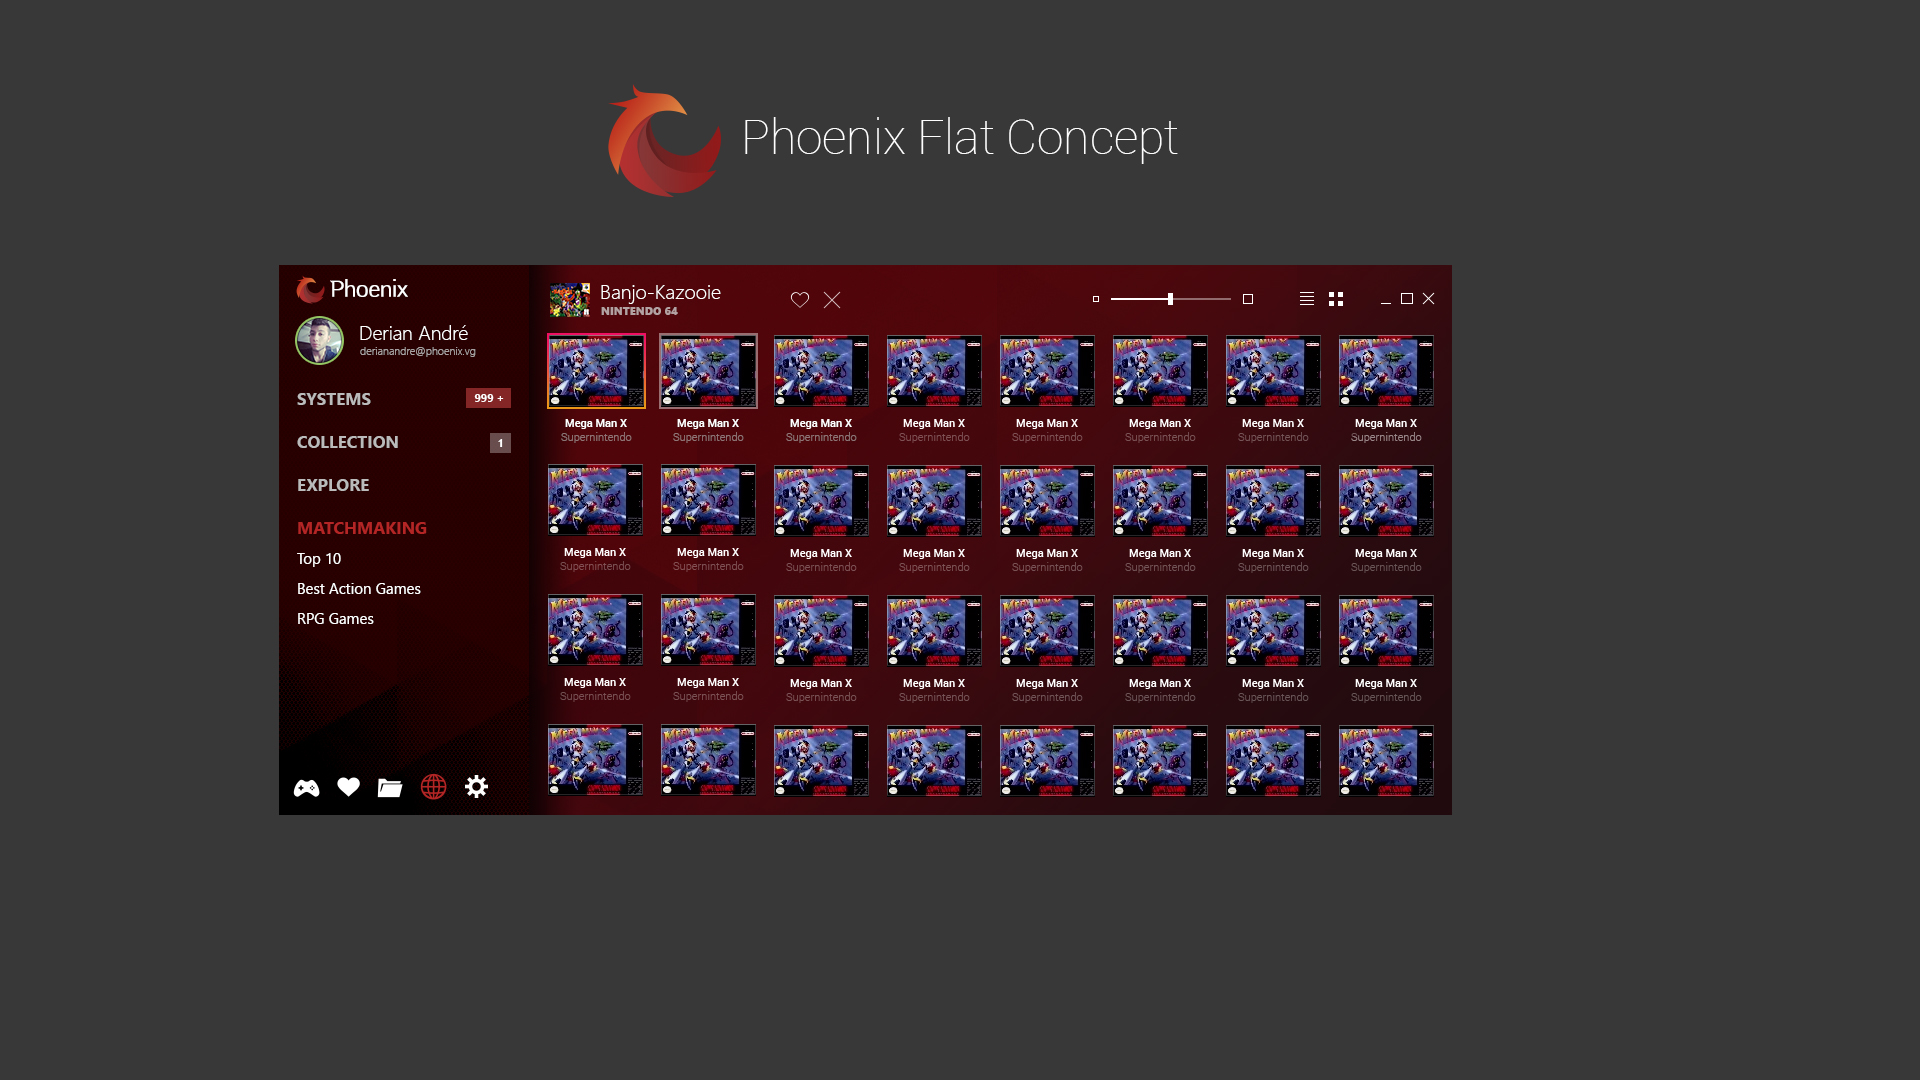 Phoenix Flat Concept
Phoenix
Derian André
derianandre@phoenix.vg
SYSTEMS 999 +
COLLECTION 1
EXPLORE
MATCHMAKING
Top 10
Best Action Games
RPG Games
Banjo-Kazooie
NINTENDO 64
Mega Man X Mega Man X Mega Man X Mega Man X Mega Man X Mega Man X Mega Man X Mega Man X
Supernintendo Supernintendo Supernintendo Supernintendo Supernintendo Supernintendo Supernintendo Supernintendo
Mega Man X Mega Man X Mega Man X Mega Man X Mega Man X Mega Man X Mega Man X Mega Man X
Supernintendo Supernintendo Supernintendo Supernintendo Supernintendo Supernintendo Supernintendo Supernintendo
Mega Man X Mega Man X Mega Man X Mega Man X Mega Man X Mega Man X Mega Man X Mega Man X
Supernintendo Supernintendo Supernintendo Supernintendo Supernintendo Supernintendo Supernintendo Supernintendo